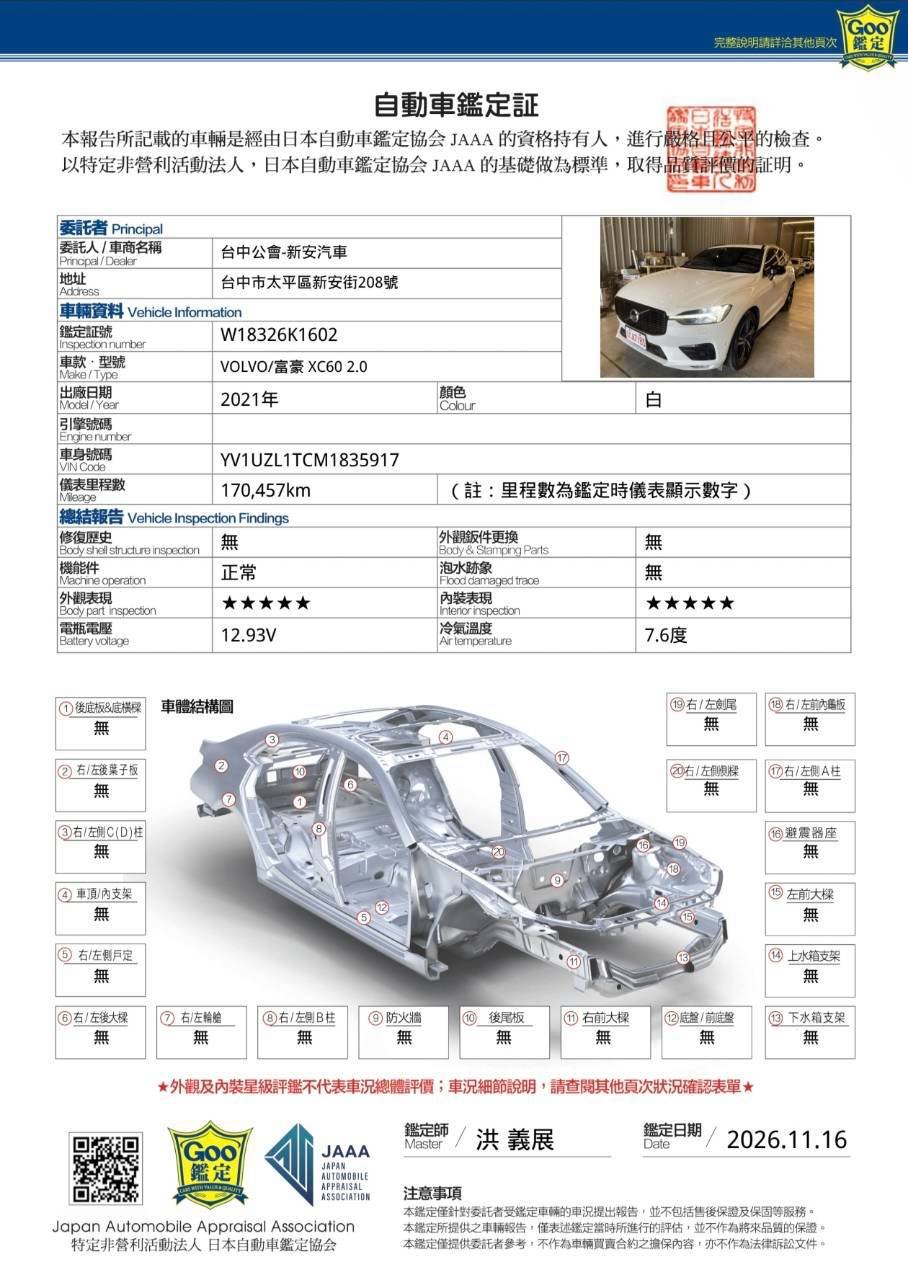 完整說明請詳洽其他頁次
Goo
鑑定
自動車鑑定証
本報告所記載的車輛是經由日本自動車鑑定協会 JAAA 的資格持有人，進行嚴格且公平的檢查。
以特定非營利活動法人，日本自動車鑑定協会 JAAA 的基礎做為標準，取得品質評價的証明。
委託者 Principal
委託人 / 車商名稱 台中公會-新安汽車
Principal / Dealer
地址 台中市太平區新安街208號
Address
車輛資料 Vehicle Information
鑑定証號 W18326K1602
Inspection number
車款‧型號 VOLVO/富豪 XC60 2.0
Make / Type
出廠日期 2021年 顏色 白
Model / Year Colour
引擎號碼
Engine number
車身號碼 YV1UZL1TCM1835917
VIN Code
儀表里程數 170,457km （註：里程數為鑑定時儀表顯示數字）
Mileage
總結報告 Vehicle Inspection Findings
修復歷史 無 外觀鈑件更換 無
Body shell structure inspection Body & Stamping Parts
機能件 正常 泡水跡象 無
Machine operation Flood damaged trace
外觀表現 ★★★★★ 內裝表現 ★★★★★
Body part inspection Interior inspection
電瓶電壓 12.93V 冷氣溫度 7.6度
Battery voltage Air temperature
車體結構圖
①後底板&底橫樑
無
②右/左後葉子板
無
③右/左側C(D)柱
無
④車頂/內支架
無
⑤右/左側戶定
無
⑥右/左後大樑
無
⑦右/左輪艙
無
⑧右/左側B柱
無
⑨防火牆
無
⑩後尾板
無
⑪右前大樑
無
⑫底盤/前底盤
無
⑬下水箱支架
無
⑭上水箱支架
無
⑮左前大樑
無
⑯避震器座
無
⑰右/左側A柱
無
⑱右/左前內龜板
無
⑲右/左劍尾
無
⑳右/左側側樑
無
★外觀及內裝星級評鑑不代表車況總體評價；車況細節說明，請查閱其他頁次狀況確認表單★
Goo
鑑定
CARS WITH VALUE & QUALITY
JAAA
JAPAN
AUTOMOBILE
APPRAISAL
ASSOCIATION
Japan Automobile Appraisal Association
特定非營利活動法人 日本自動車鑑定協会
鑑定師 / 洪 義展
Master
鑑定日期 / 2026.11.16
Date
注意事項
本鑑定僅針對委託者受鑑定車輛的車況提出報告，並不包括售後保證及保固等服務。
本鑑定所提供之車輛報告，僅表述鑑定當時所進行的評估，並不作為將來品質的保證。
本鑑定僅提供委託者參考，不作為車輛買賣合約之擔保內容，亦不作為法律訴訟文件。